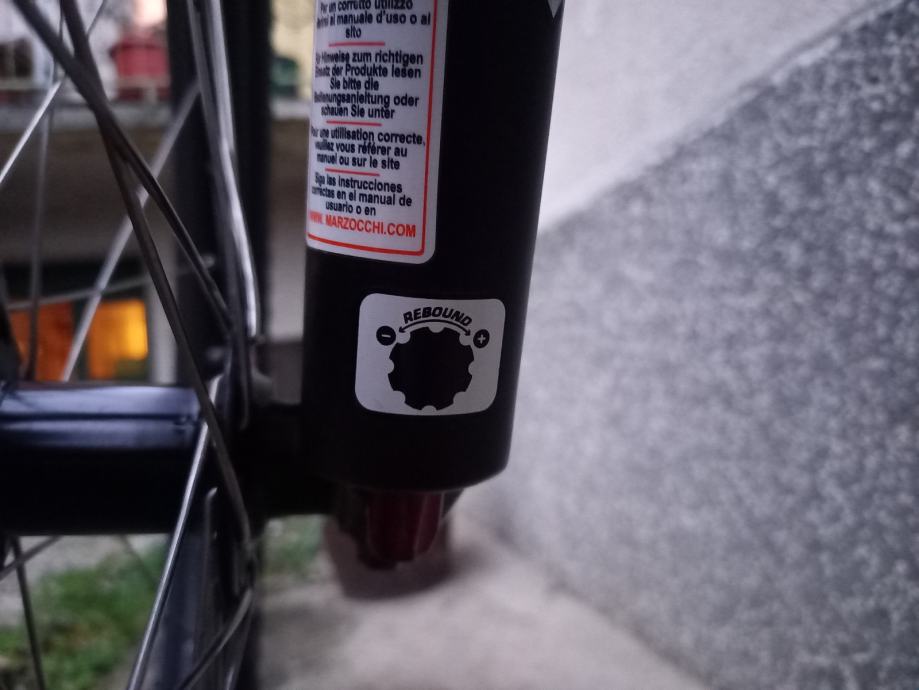 Per un corretto utilizzo
al manuale d'uso o al
sito
Hinweise zum richtigen
Einsatz der Produkte lesen
Sie bitte die
Bedienungsanleitung oder
schauen Sie unter
Pour une utilisation correcte,
veuillez vous référer au
manuel ou sur le site
Siga las instrucciones
correctas en el manual de
usuario o en
WWW. MARZOCCHI.COM
REBOUND
- +